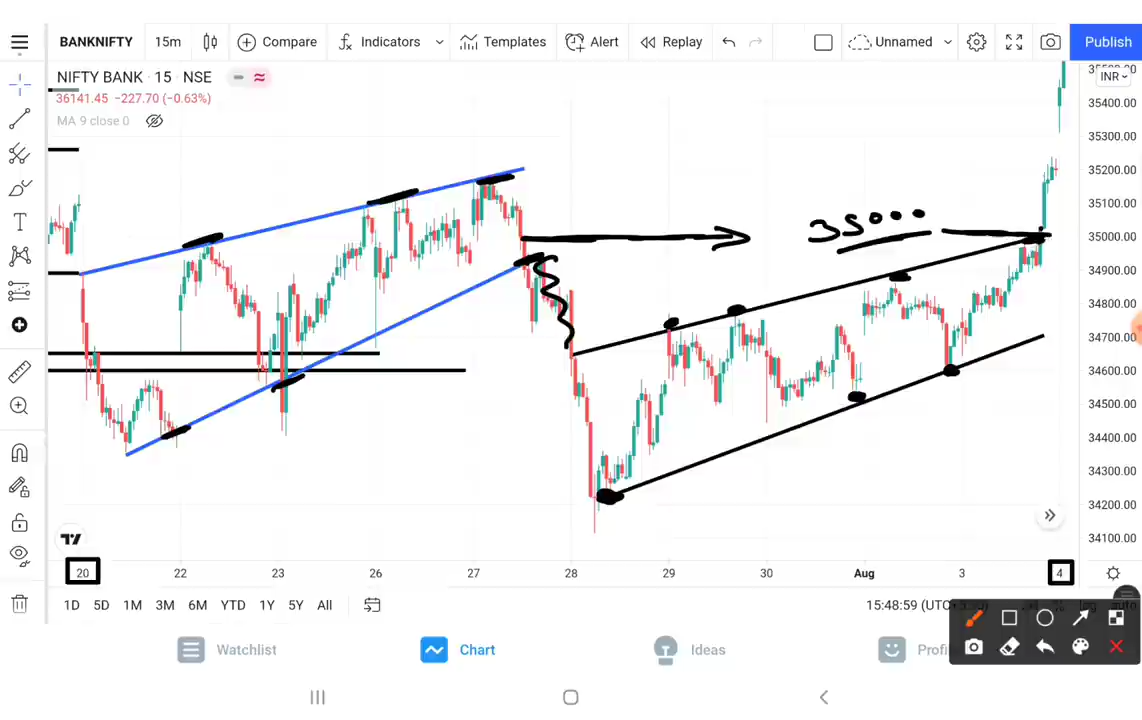 BANKNIFTY 15m Compare Indicators Templates Alert Replay Unnamed Publish
NIFTY BANK · 15 · NSE
36141.45 −227.70 (−0.63%)
MA 9 close 0
INR
35400.00
35300.00
35200.00
35100.00
35000.00
34900.00
34800.00
34700.00
34600.00
34500.00
34400.00
34300.00
34200.00
34100.00
35000
20 22 23 26 27 28 29 30 Aug 3 4
1D 5D 1M 3M 6M YTD 1Y 5Y All 15:48:59 (UTC
Watchlist Chart Ideas Profi